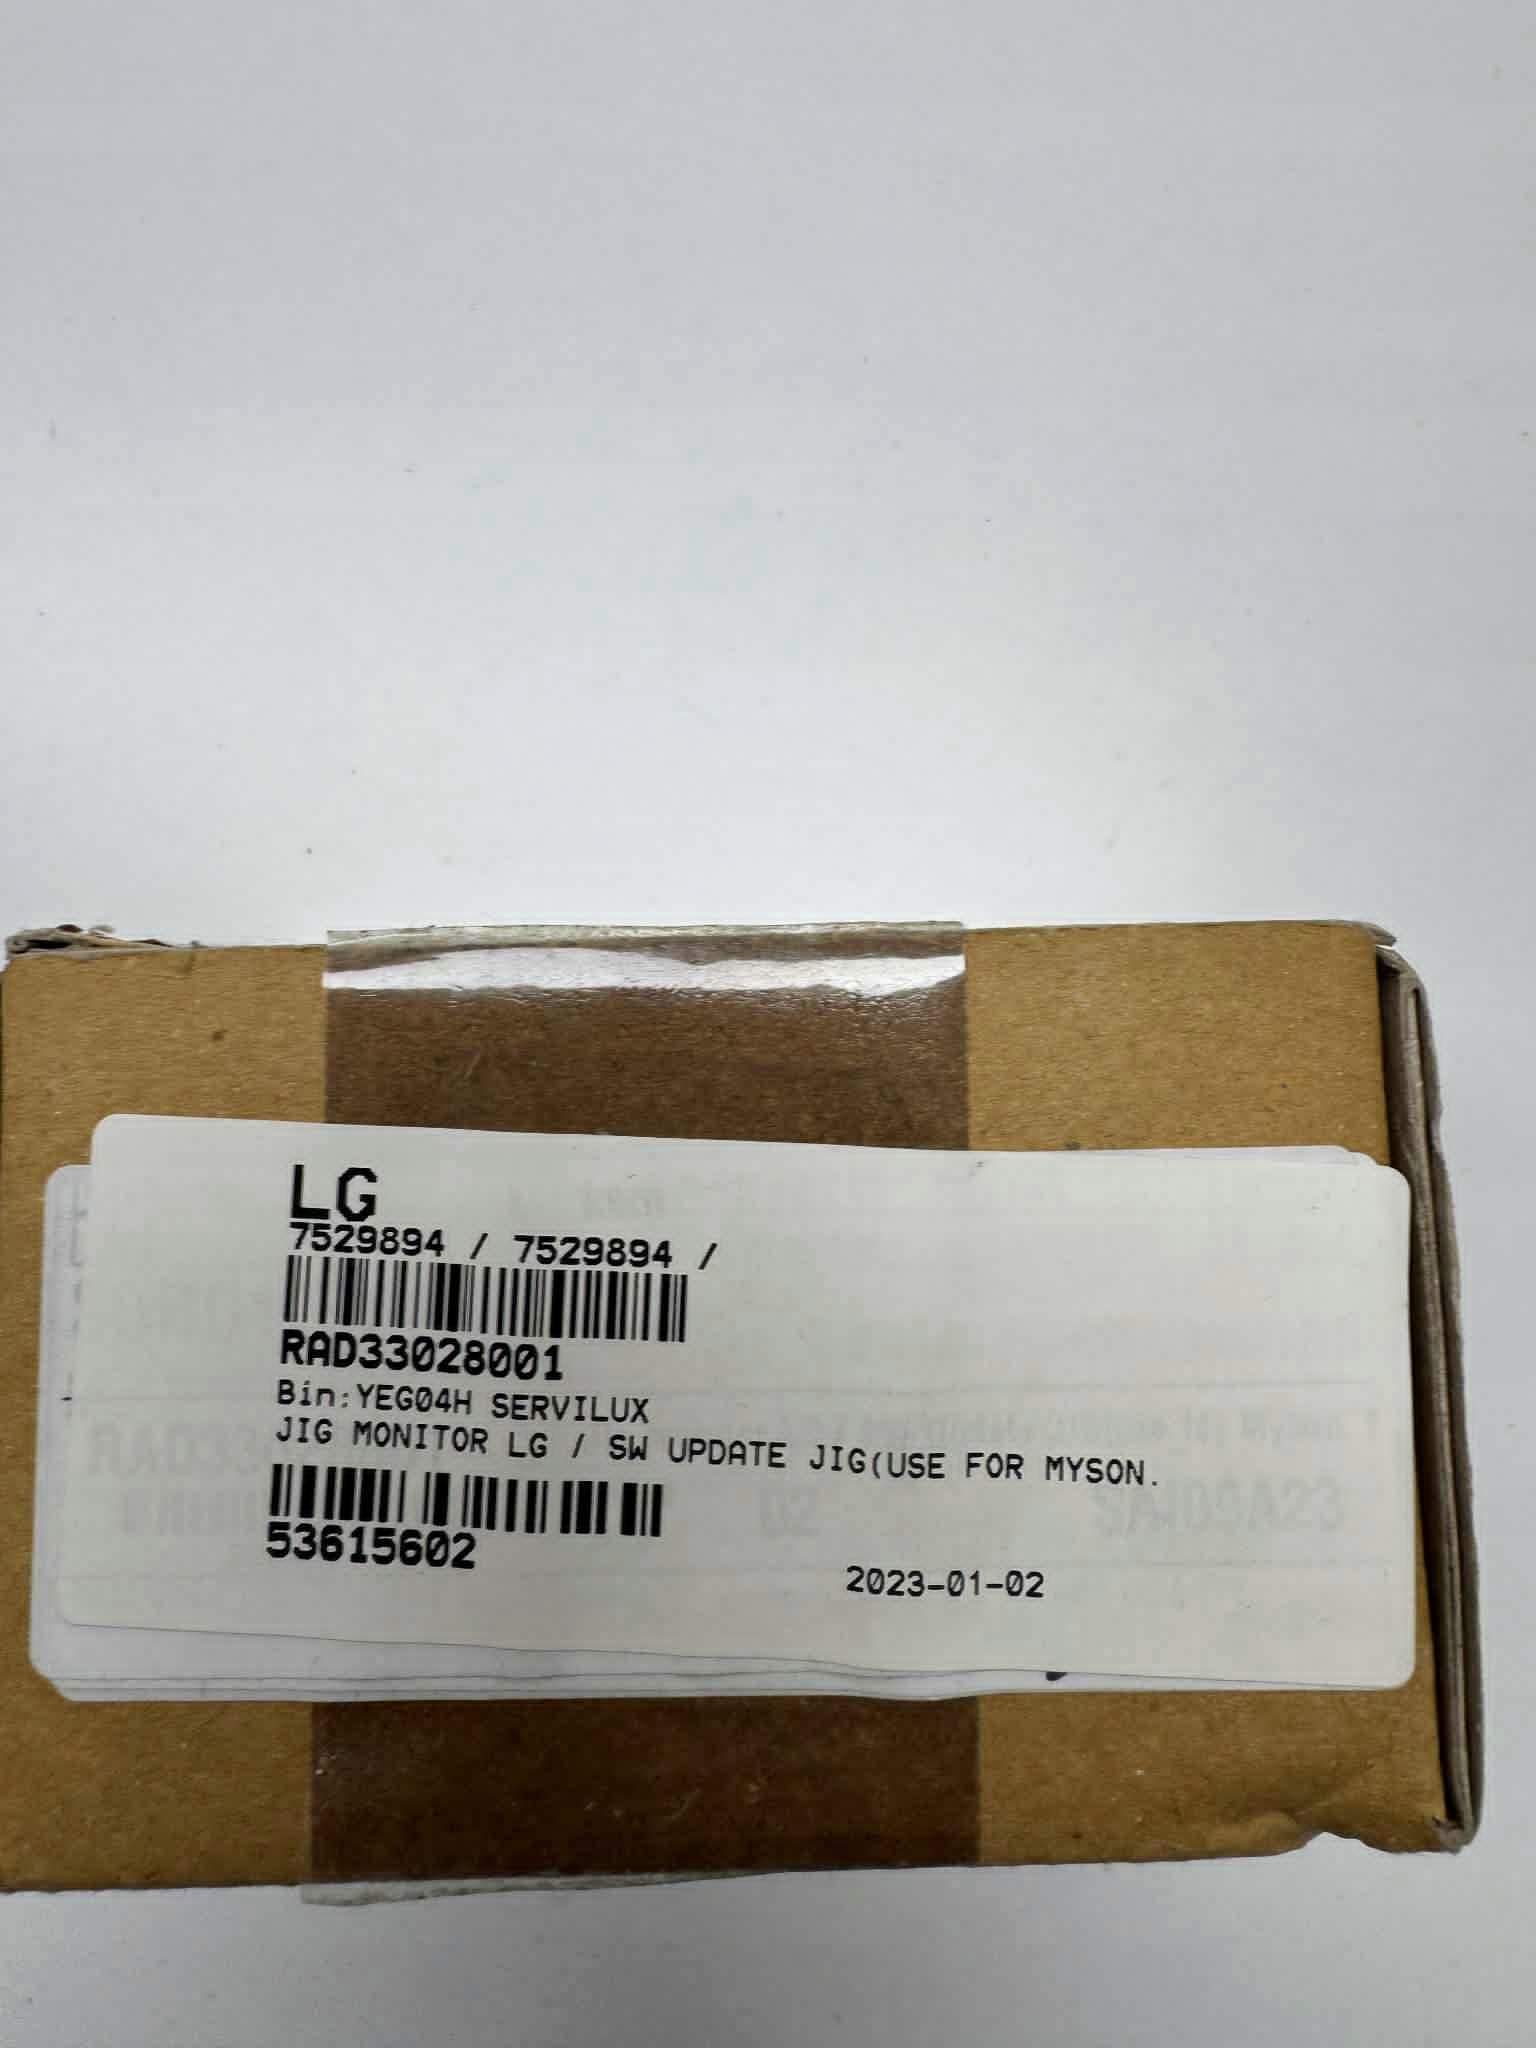 LG
7529894 / 7529894 /
RAD33028001
Bin:YEG04H SERVILUX
JIG MONITOR LG / SW UPDATE JIG(USE FOR MYSON.
53615602
2023-01-02